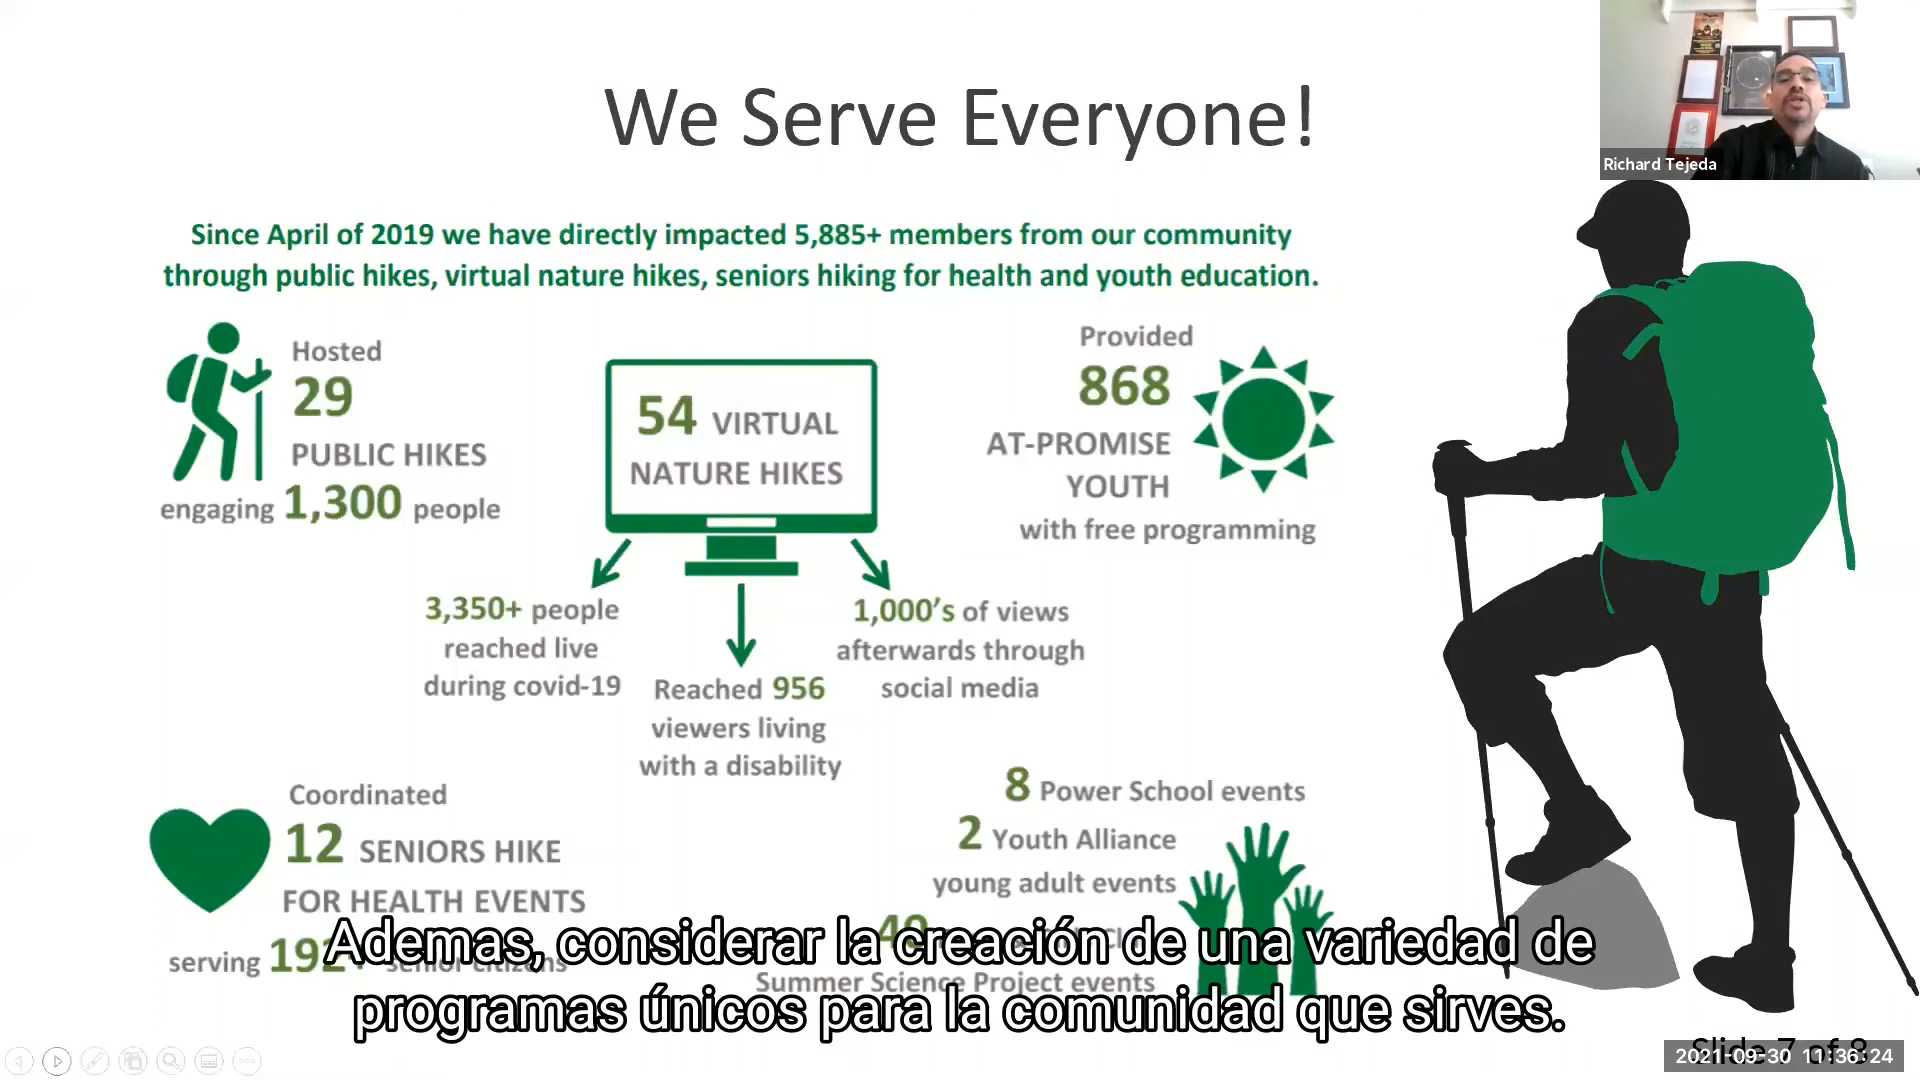 We Serve Everyone!
Richard Tejeda
Since April of 2019 we have directly impacted 5,885+ members from our community
through public hikes, virtual nature hikes, seniors hiking for health and youth education.
Hosted
29
PUBLIC HIKES
engaging 1,300 people
54 VIRTUAL
NATURE HIKES
Provided
868
AT-PROMISE
YOUTH
with free programming
3,350+ people
reached live
during covid-19
Reached 956
viewers living
with a disability
1,000's of views
afterwards through
social media
Coordinated
12 SENIORS HIKE
FOR HEALTH EVENTS
serving 192 senior citizens
8 Power School events
2 Youth Alliance
young adult events
40
Summer Science Project events
Ademas, considerar la creación de una variedad de
programas únicos para la comunidad que sirves.
Slide 7 of 8
2021-09-30 11:36:24